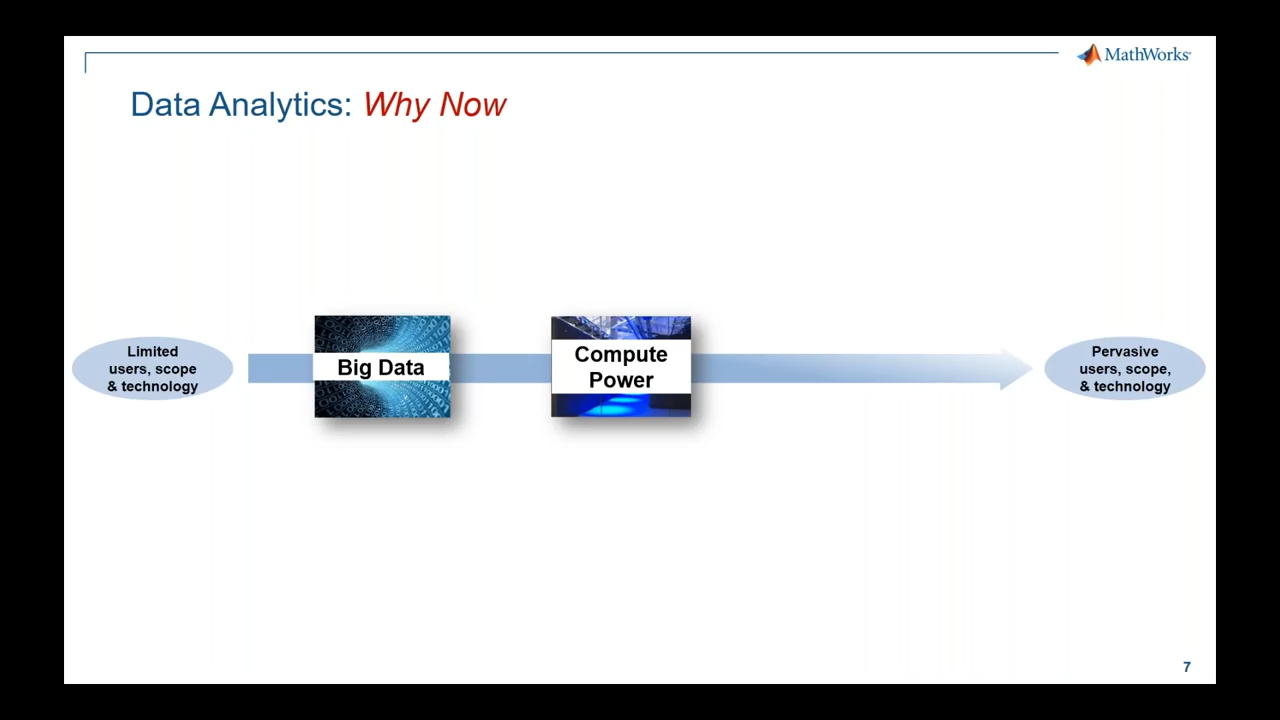 MathWorks®
Data Analytics: Why Now
Limited
users, scope
& technology
Big Data
Compute
Power
Pervasive
users, scope,
& technology
7